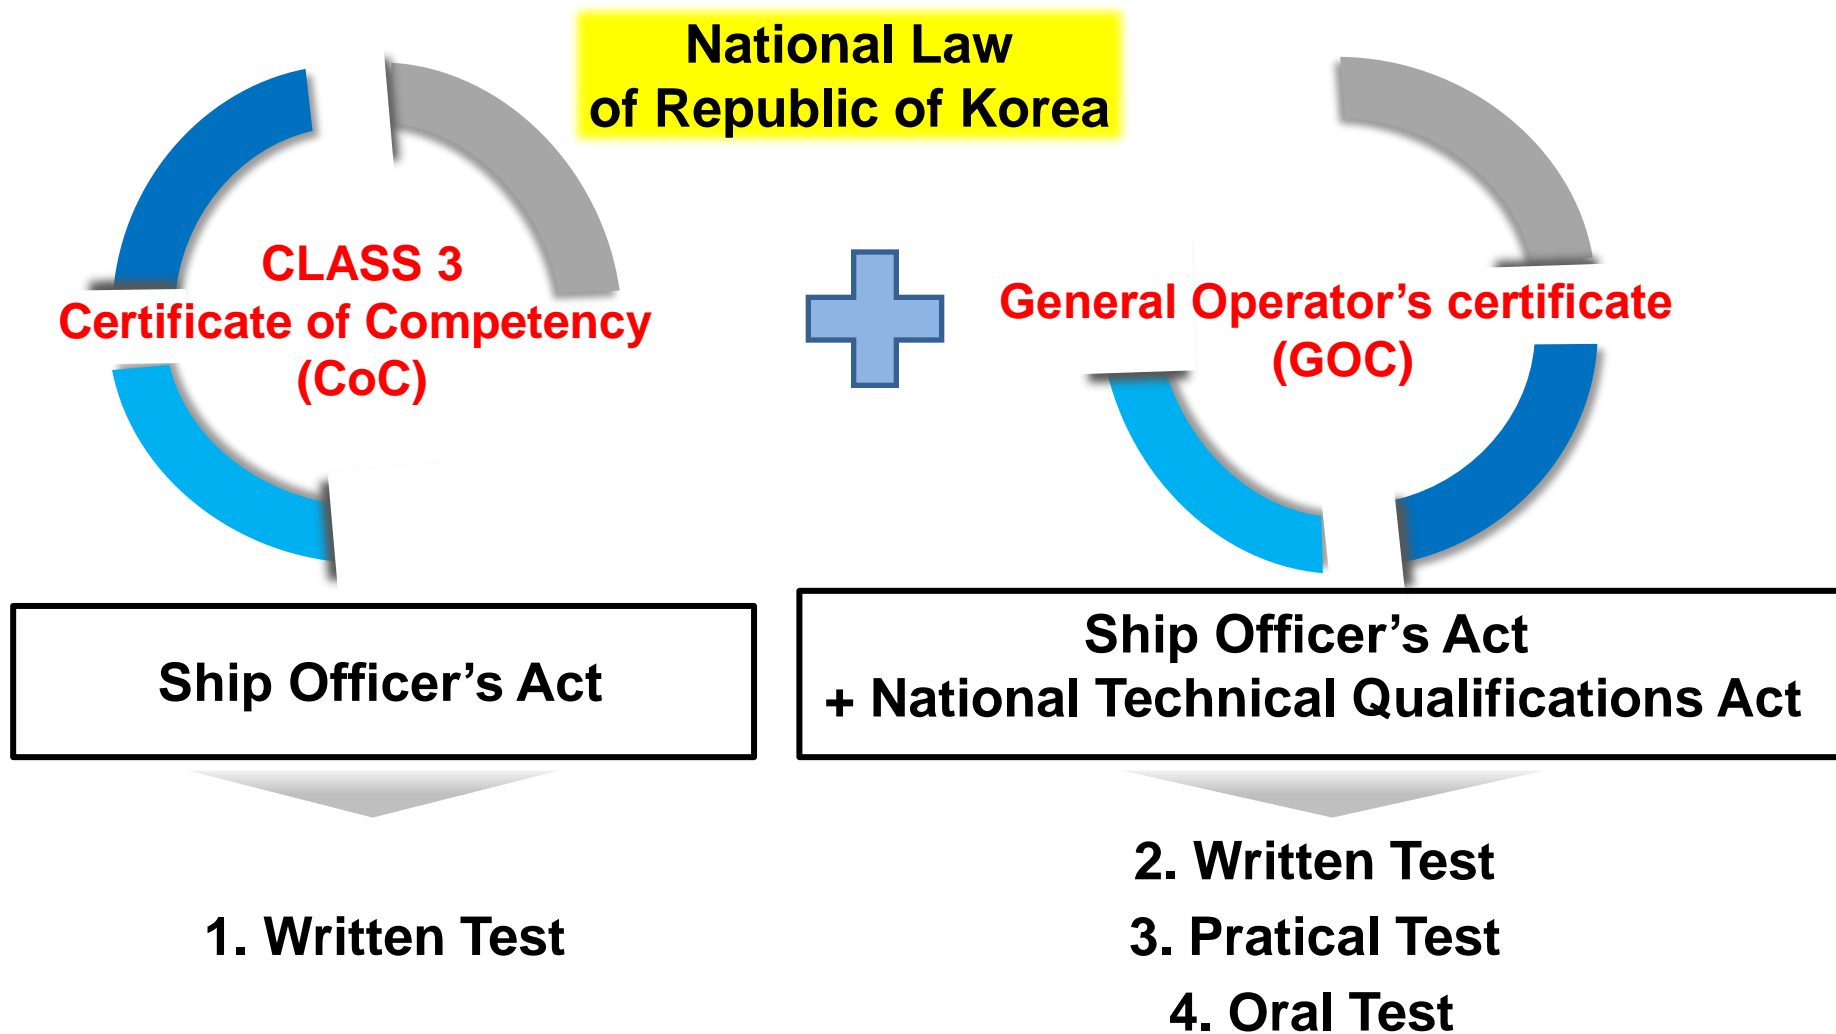 National Law
of Republic of Korea
CLASS 3
Certificate of Competency
(CoC)
General Operator’s certificate
(GOC)
Ship Officer’s Act
Ship Officer’s Act
+ National Technical Qualifications Act
1. Written Test
2. Written Test
3. Pratical Test
4. Oral Test